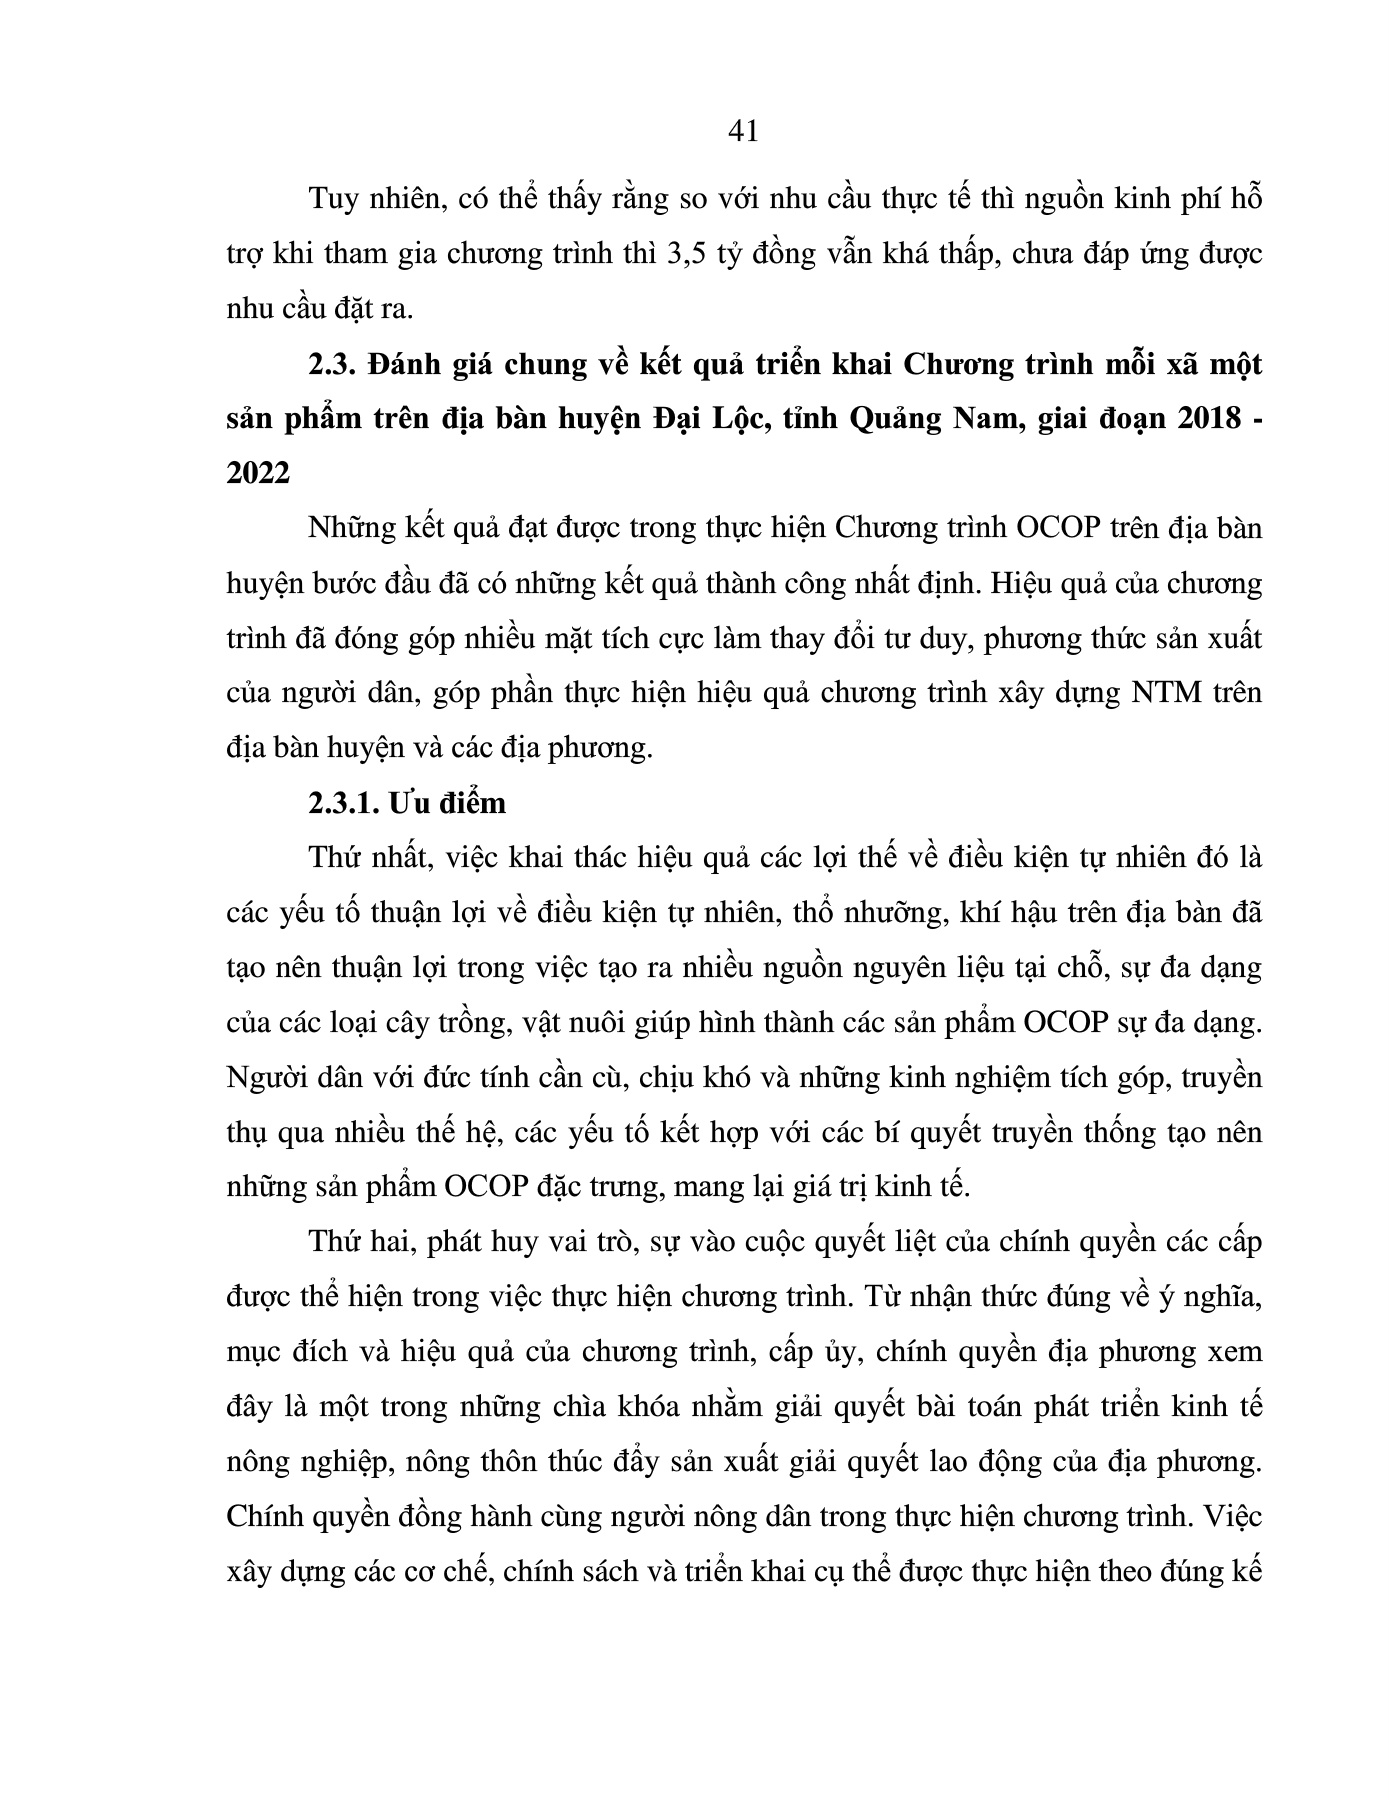 41
Tuy nhiên, có thể thấy rằng so với nhu cầu thực tế thì nguồn kinh phí hỗ
trợ khi tham gia chương trình thì 3,5 tỷ đồng vẫn khá thấp, chưa đáp ứng được
nhu cầu đặt ra.
2.3. Đánh giá chung về kết quả triển khai Chương trình mỗi xã một
sản phẩm trên địa bàn huyện Đại Lộc, tỉnh Quảng Nam, giai đoạn 2018 -
2022
Những kết quả đạt được trong thực hiện Chương trình OCOP trên địa bàn
huyện bước đầu đã có những kết quả thành công nhất định. Hiệu quả của chương
trình đã đóng góp nhiều mặt tích cực làm thay đổi tư duy, phương thức sản xuất
của người dân, góp phần thực hiện hiệu quả chương trình xây dựng NTM trên
địa bàn huyện và các địa phương.
2.3.1. Ưu điểm
Thứ nhất, việc khai thác hiệu quả các lợi thế về điều kiện tự nhiên đó là
các yếu tố thuận lợi về điều kiện tự nhiên, thổ nhưỡng, khí hậu trên địa bàn đã
tạo nên thuận lợi trong việc tạo ra nhiều nguồn nguyên liệu tại chỗ, sự đa dạng
của các loại cây trồng, vật nuôi giúp hình thành các sản phẩm OCOP sự đa dạng.
Người dân với đức tính cần cù, chịu khó và những kinh nghiệm tích góp, truyền
thụ qua nhiều thế hệ, các yếu tố kết hợp với các bí quyết truyền thống tạo nên
những sản phẩm OCOP đặc trưng, mang lại giá trị kinh tế.
Thứ hai, phát huy vai trò, sự vào cuộc quyết liệt của chính quyền các cấp
được thể hiện trong việc thực hiện chương trình. Từ nhận thức đúng về ý nghĩa,
mục đích và hiệu quả của chương trình, cấp ủy, chính quyền địa phương xem
đây là một trong những chìa khóa nhằm giải quyết bài toán phát triển kinh tế
nông nghiệp, nông thôn thúc đẩy sản xuất giải quyết lao động của địa phương.
Chính quyền đồng hành cùng người nông dân trong thực hiện chương trình. Việc
xây dựng các cơ chế, chính sách và triển khai cụ thể được thực hiện theo đúng kế